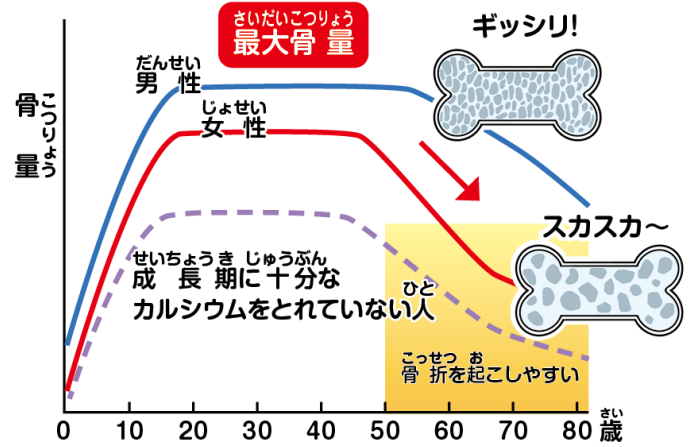 さいだいこつりょう
最大骨量
ギッシリ!
だんせい
男性
じょせい
女性
こつりょう
骨量
スカスカ～
せいちょうき じゅうぶん
成長期に十分な
カルシウムをとれていない人
ひと
こっせつ お
骨折を起こしやすい
0 10 20 30 40 50 60 70 80 歳
さい